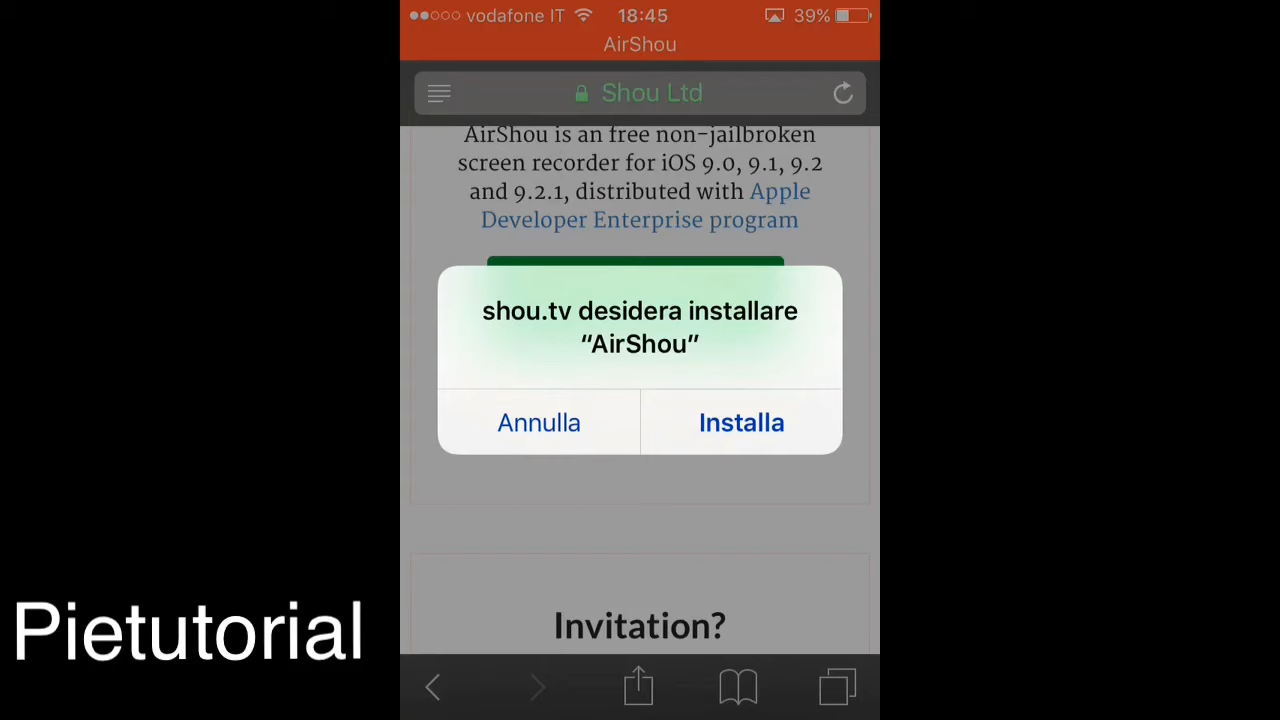 vodafone IT 18:45 39%
AirShou
Shou Ltd
AirShou is an free non-jailbroken
screen recorder for iOS 9.0, 9.1, 9.2
and 9.2.1, distributed with Apple
Developer Enterprise program
shou.tv desidera installare
“AirShou”
Annulla Installa
Invitation?
Pietutorial